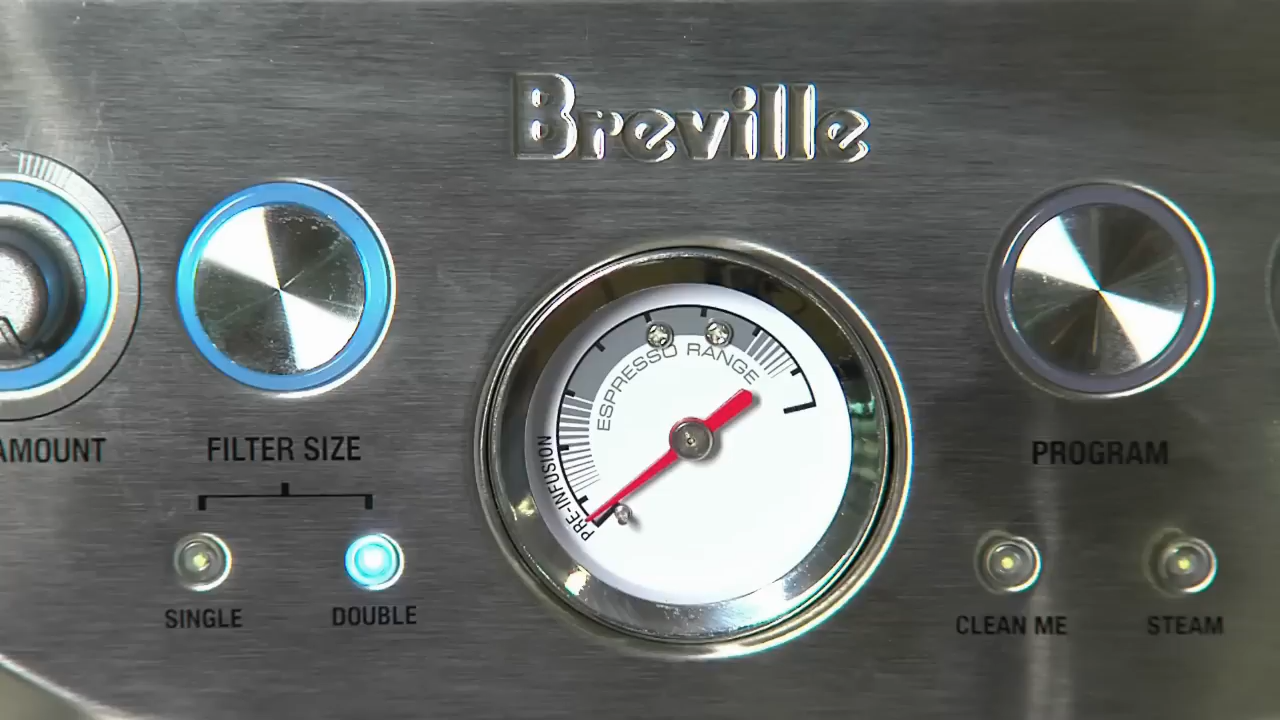 Breville
ESPRESSO RANGE
PRE-INFUSION
AMOUNT
FILTER SIZE
PROGRAM
SINGLE
DOUBLE
CLEAN ME
STEAM